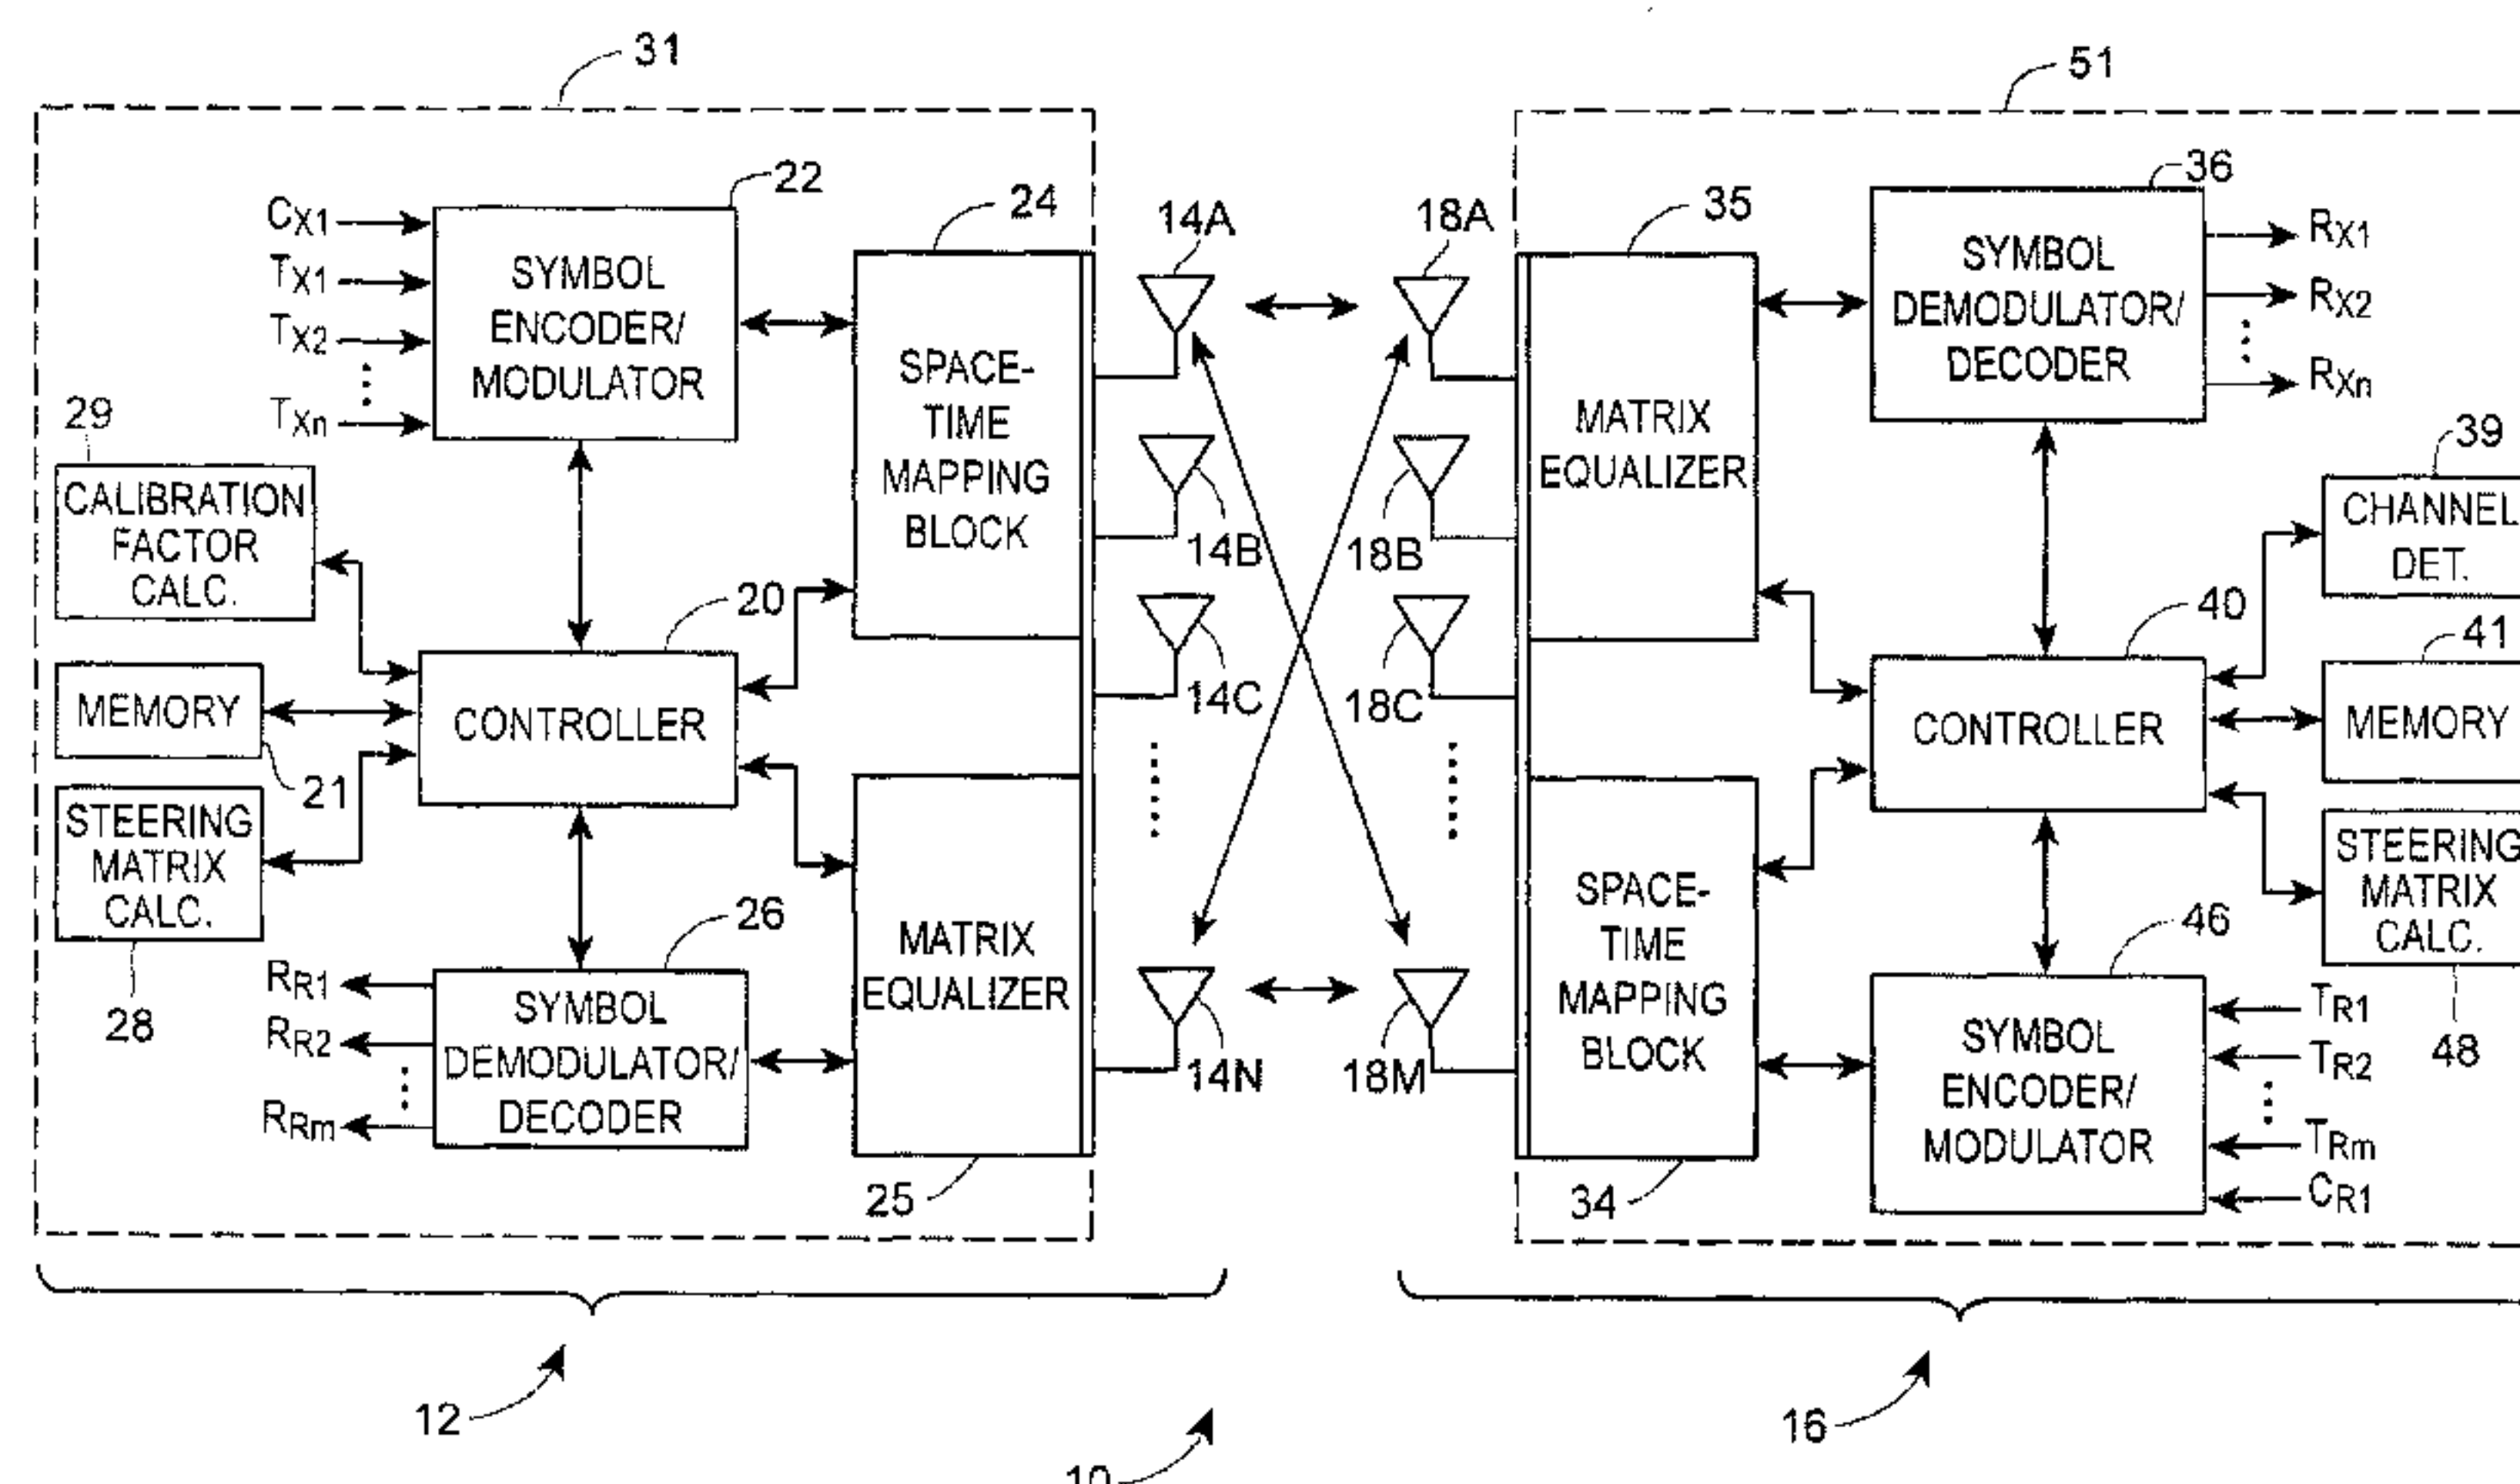 31
51
22
24
14A
18A
35
36
CX1
TX1
TX2
TXn
SYMBOL
ENCODER/
MODULATOR
SPACE-
TIME
MAPPING
BLOCK
MATRIX
EQUALIZER
SYMBOL
DEMODULATOR/
DECODER
RX1
RX2
RXn
29
CALIBRATION
FACTOR
CALC.
14B
18B
39
CHANNEL
DET.
20
40
41
MEMORY
21
CONTROLLER
14C
18C
CONTROLLER
MEMORY
STEERING
MATRIX
CALC.
28
26
MATRIX
EQUALIZER
SPACE-
TIME
MAPPING
BLOCK
46
STEERING
MATRIX
CALC.
48
RR1
RR2
RRm
SYMBOL
DEMODULATOR/
DECODER
14N
18M
SYMBOL
ENCODER/
MODULATOR
TR1
TR2
TRm
CR1
25
34
12
10
16